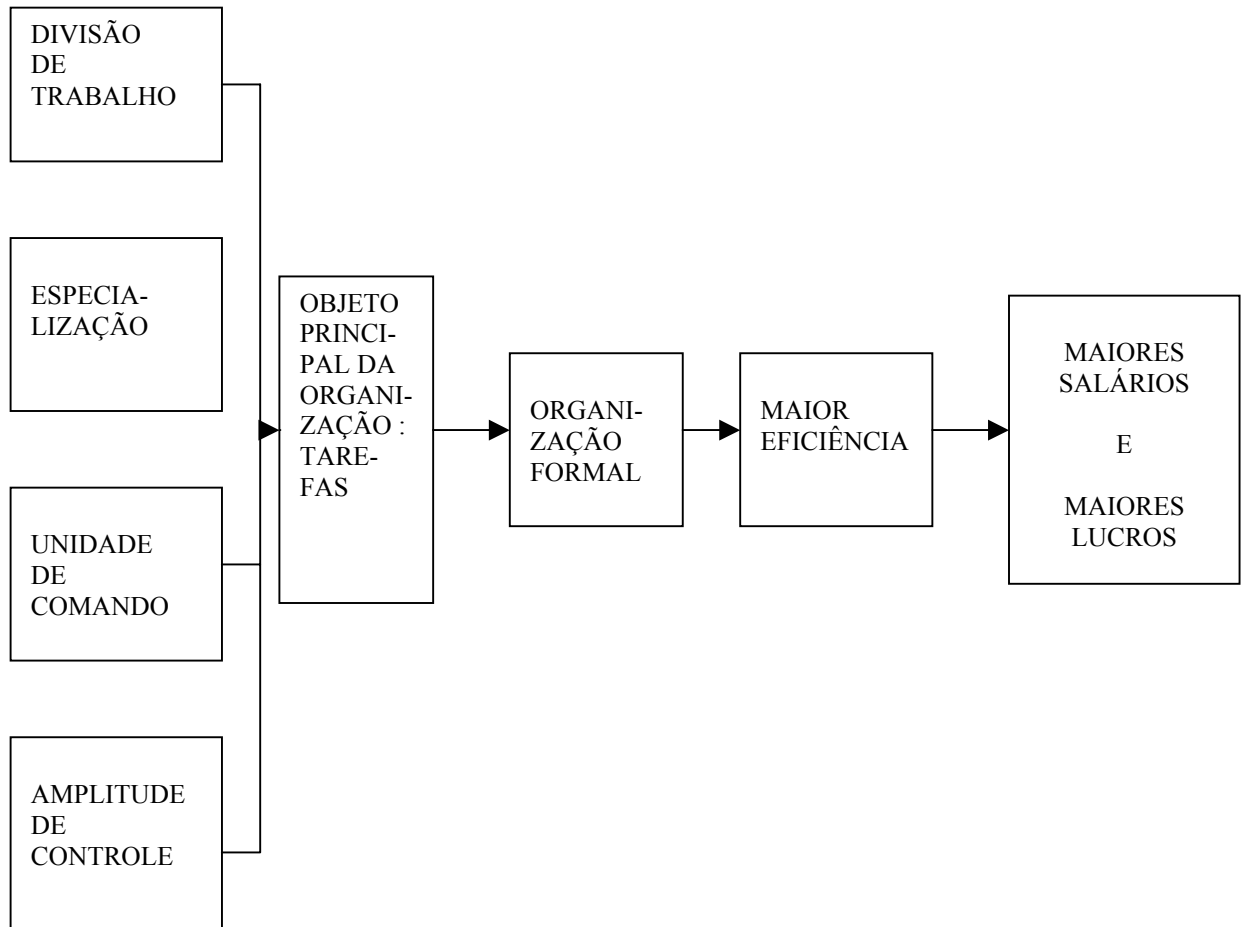 DIVISÃO
DE
TRABALHO
ESPECIA-
LIZAÇÃO
UNIDADE
DE
COMANDO
AMPLITUDE
DE
CONTROLE
OBJETO
PRINCI-
PAL DA
ORGANI-
ZAÇÃO :
TARE-
FAS
ORGANI-
ZAÇÃO
FORMAL
MAIOR
EFICIÊNCIA
MAIORES
SALÁRIOS
E
MAIORES
LUCROS